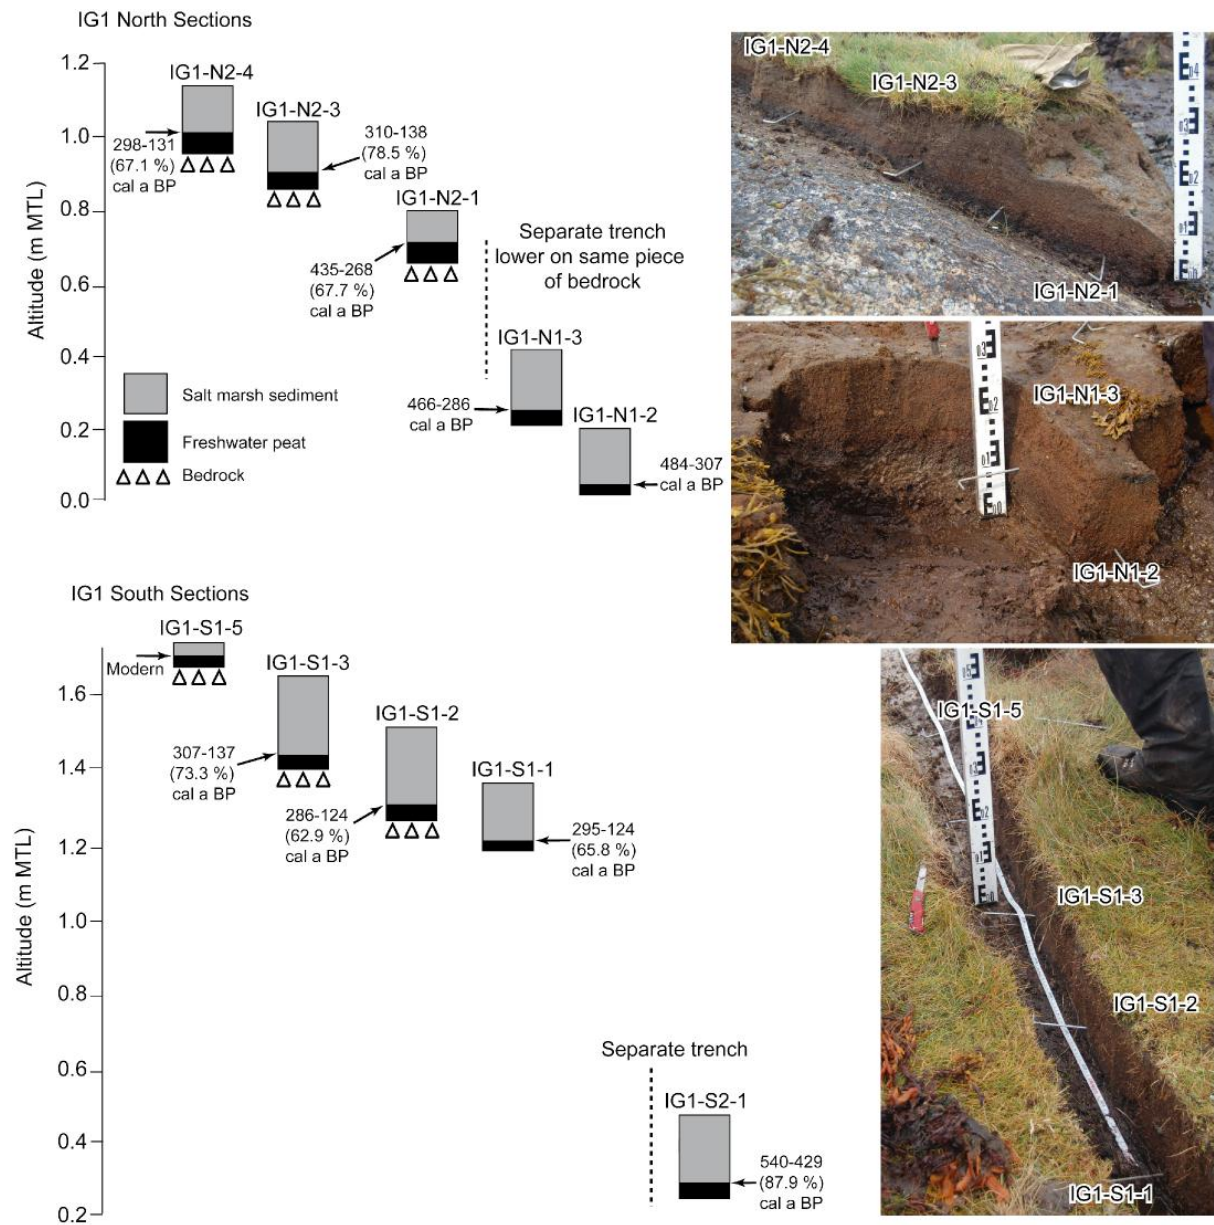 IG1 North Sections
Altitude (m MTL)
1.2
1.0
0.8
0.6
0.4
0.2
0.0
IG1-N2-4
298-131
(67.1 %)
cal a BP
IG1-N2-3
310-138
(78.5 %)
cal a BP
IG1-N2-1
435-268
(67.7 %)
cal a BP
Separate trench
lower on same piece
of bedrock
IG1-N1-3
466-286
cal a BP
IG1-N1-2
484-307
cal a BP
Salt marsh sediment
Freshwater peat
Bedrock
IG1-N2-4
IG1-N2-3
IG1-N2-1
IG1-N1-3
IG1-N1-2
IG1 South Sections
Altitude (m MTL)
1.6
1.4
1.2
1.0
0.8
0.6
0.4
0.2
IG1-S1-5
Modern
IG1-S1-3
307-137
(73.3 %)
cal a BP
IG1-S1-2
286-124
(62.9 %)
cal a BP
IG1-S1-1
295-124
(65.8 %)
cal a BP
Separate trench
IG1-S2-1
540-429
(87.9 %)
cal a BP
IG1-S1-5
IG1-S1-3
IG1-S1-2
IG1-S1-1